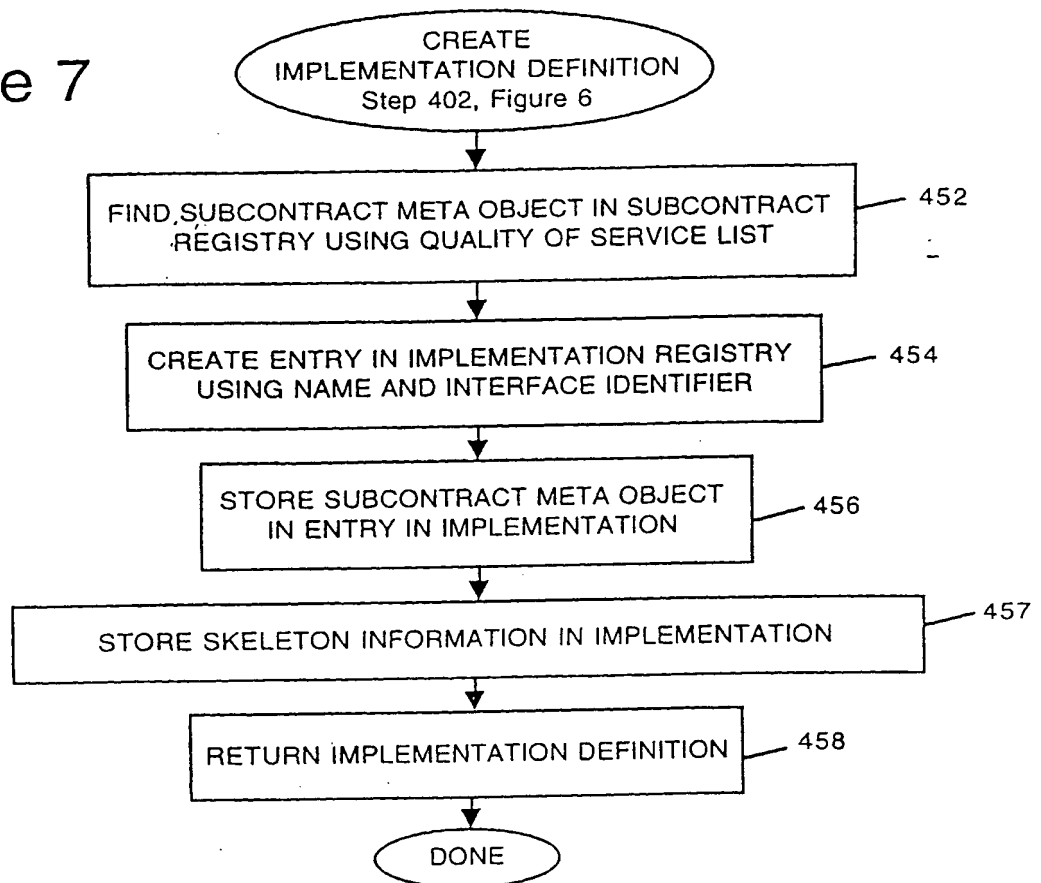 e 7
CREATE
IMPLEMENTATION DEFINITION
Step 402, Figure 6
FIND SUBCONTRACT META OBJECT IN SUBCONTRACT
REGISTRY USING QUALITY OF SERVICE LIST
452
CREATE ENTRY IN IMPLEMENTATION REGISTRY
USING NAME AND INTERFACE IDENTIFIER
454
STORE SUBCONTRACT META OBJECT
IN ENTRY IN IMPLEMENTATION
456
STORE SKELETON INFORMATION IN IMPLEMENTATION
457
RETURN IMPLEMENTATION DEFINITION
458
DONE